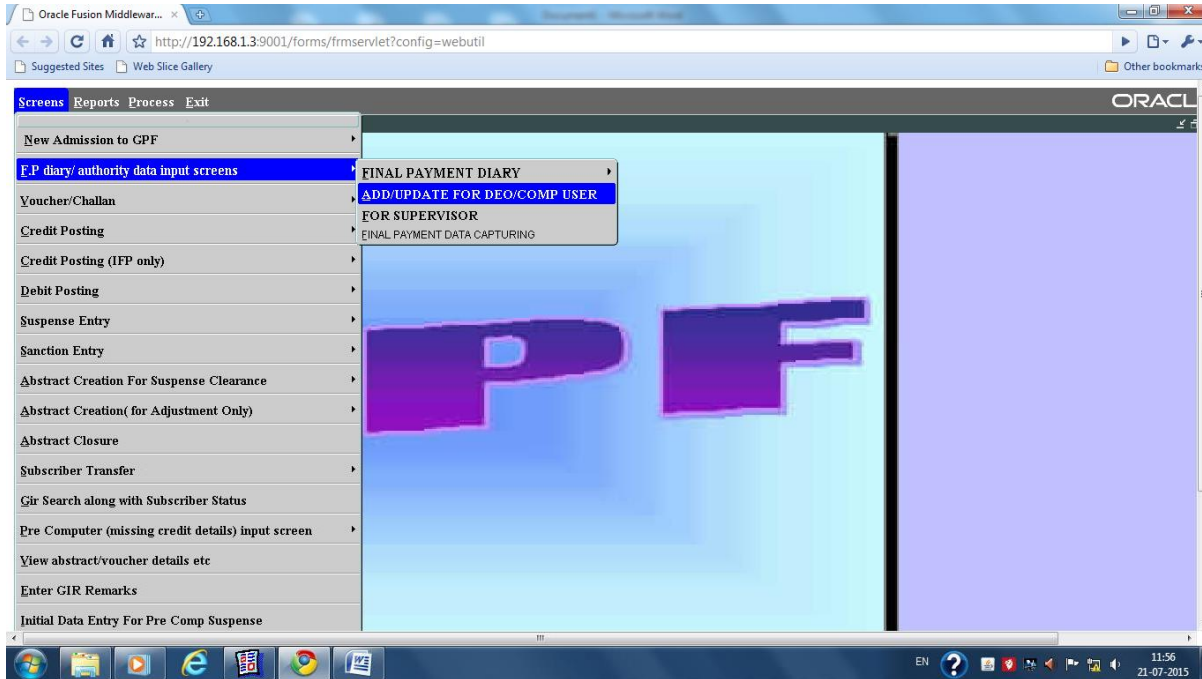 Oracle Fusion Middlewar...
http://192.168.1.3:9001/forms/frmservlet?config=webutil
Suggested Sites Web Slice Gallery Other bookmark
Screens Reports Process Exit ORACL
New Admission to GPF
F.P diary/ authority data input screens
FINAL PAYMENT DIARY
ADD/UPDATE FOR DEO/COMP USER
FOR SUPERVISOR
FINAL PAYMENT DATA CAPTURING
Voucher/Challan
Credit Posting
Credit Posting (IFP only)
Debit Posting
Suspense Entry
Sanction Entry
Abstract Creation For Suspense Clearance
Abstract Creation( for Adjustment Only)
Abstract Closure
Subscriber Transfer
Gir Search along with Subscriber Status
Pre Computer (missing credit details) input screen
View abstract/voucher details etc
Enter GIR Remarks
Initial Data Entry For Pre Comp Suspense
P F
EN 11:56
21-07-2015